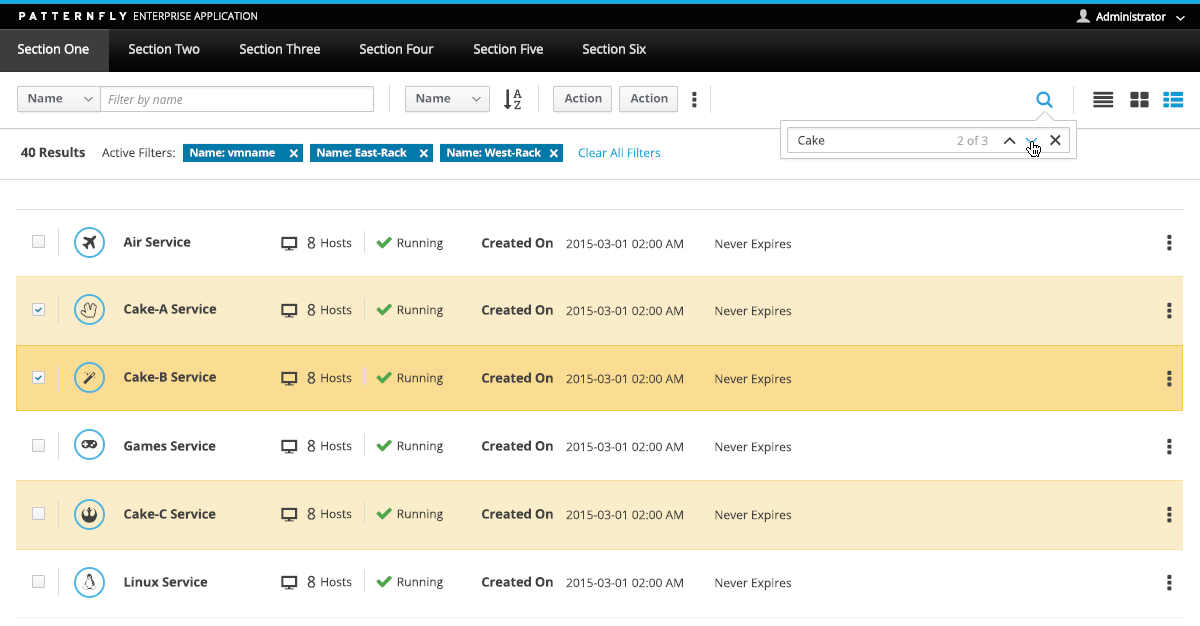 PATTERNFLY ENTERPRISE APPLICATION Administrator
Section One Section Two Section Three Section Four Section Five Section Six
Name Filter by name Name A Z Action Action
Cake 2 of 3
40 Results Active Filters: Name: vmname Name: East-Rack Name: West-Rack Clear All Filters
Air Service 8 Hosts Running Created On 2015-03-01 02:00 AM Never Expires
Cake-A Service 8 Hosts Running Created On 2015-03-01 02:00 AM Never Expires
Cake-B Service 8 Hosts Running Created On 2015-03-01 02:00 AM Never Expires
Games Service 8 Hosts Running Created On 2015-03-01 02:00 AM Never Expires
Cake-C Service 8 Hosts Running Created On 2015-03-01 02:00 AM Never Expires
Linux Service 8 Hosts Running Created On 2015-03-01 02:00 AM Never Expires